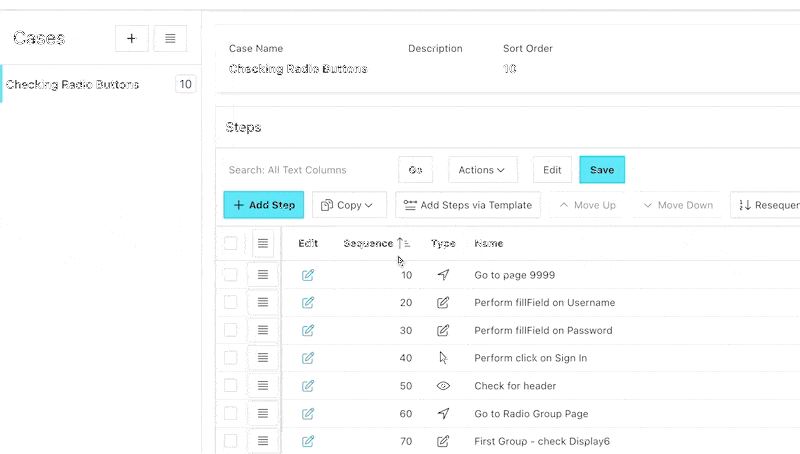 Cases
Checking Radio Buttons 10
Case Name Description Sort Order
Checking Radio Buttons 10
Steps
Search: All Text Columns Go Actions Edit Save
Add Step Copy Add Steps via Template Move Up Move Down Resequen
Edit Sequence Type Name
10 Go to page 9999
20 Perform fillField on Username
30 Perform fillField on Password
40 Perform click on Sign In
50 Check for header
60 Go to Radio Group Page
70 First Group - check Display6